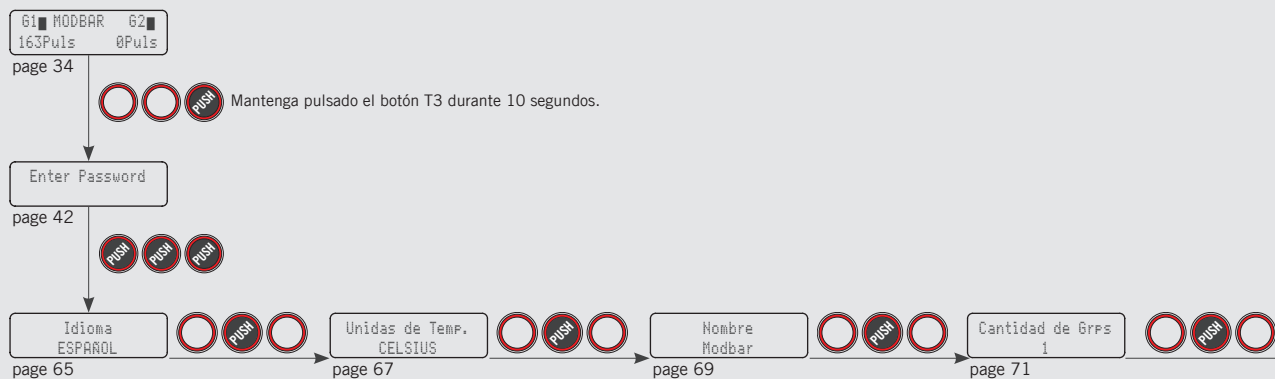 G1 MODBAR G2
163Puls 0Puls
page 34
PUSH Mantenga pulsado el botón T3 durante 10 segundos.
Enter Password
page 42
PUSH PUSH PUSH
Idioma
ESPAÑOL
page 65
PUSH
Unidas de Temp.
CELSIUS
page 67
PUSH
Nombre
Modbar
page 69
PUSH
Cantidad de Grps
1
page 71
PUSH